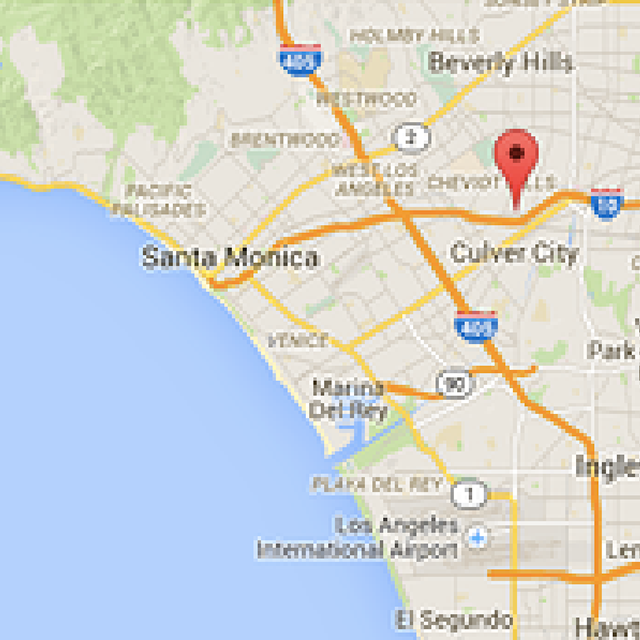 HOLMBY HILLS
Beverly Hills
405
WESTWOOD
2
BRENTWOOD
WEST LOS
ANGELES
CHEVIOT
PACIFIC
PALISADES
10
Santa Monica
Culver City
405
VENICE
Park
90
Marina
Del Rey
Ingle
PLAYA DEL REY
1
Los Angeles
International Airport
Len
El Segundo
Hawt